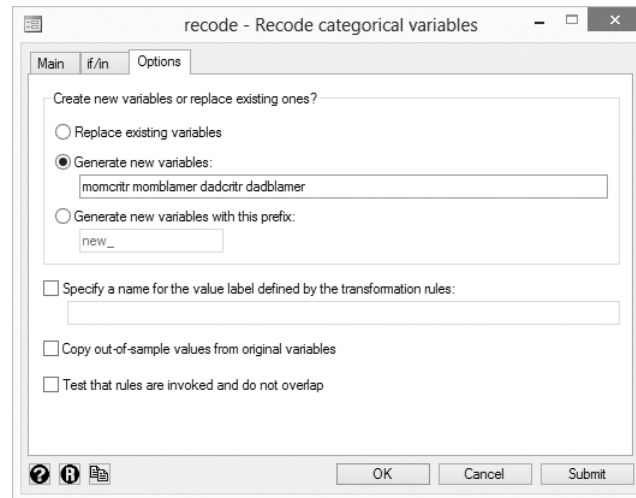 recode - Recode categorical variables
Main if/in Options
Create new variables or replace existing ones?
Replace existing variables
Generate new variables:
momcritr momblamer dadcritr dadblamer
Generate new variables with this prefix:
new_
Specify a name for the value label defined by the transformation rules:
Copy out-of-sample values from original variables
Test that rules are invoked and do not overlap
? R OK Cancel Submit